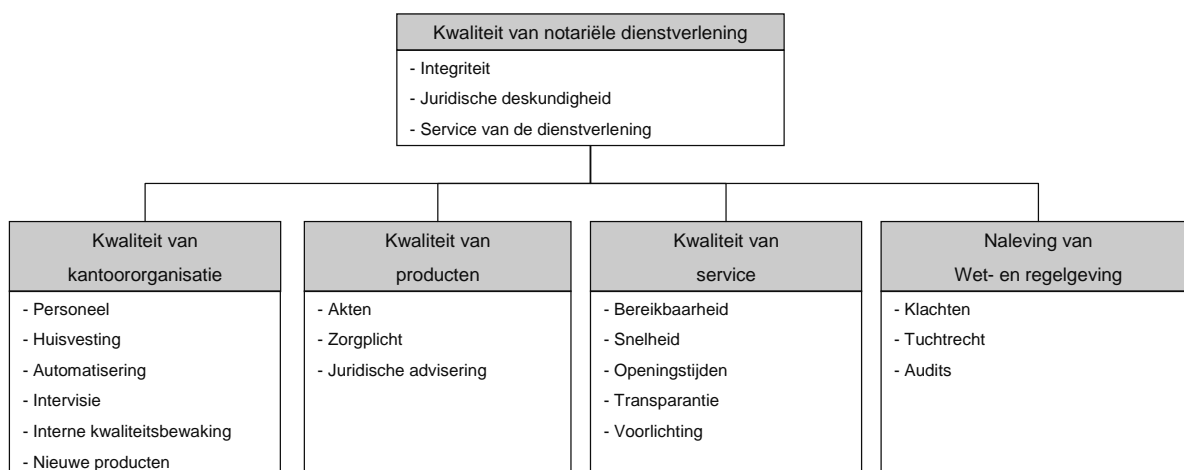 Kwaliteit van notariële dienstverlening
- Integriteit
- Juridische deskundigheid
- Service van de dienstverlening
Kwaliteit van
kantoororganisatie
- Personeel
- Huisvesting
- Automatisering
- Intervisie
- Interne kwaliteitsbewaking
- Nieuwe producten
Kwaliteit van
producten
- Akten
- Zorgplicht
- Juridische advisering
Kwaliteit van
service
- Bereikbaarheid
- Snelheid
- Openingstijden
- Transparantie
- Voorlichting
Naleving van
Wet- en regelgeving
- Klachten
- Tuchtrecht
- Audits